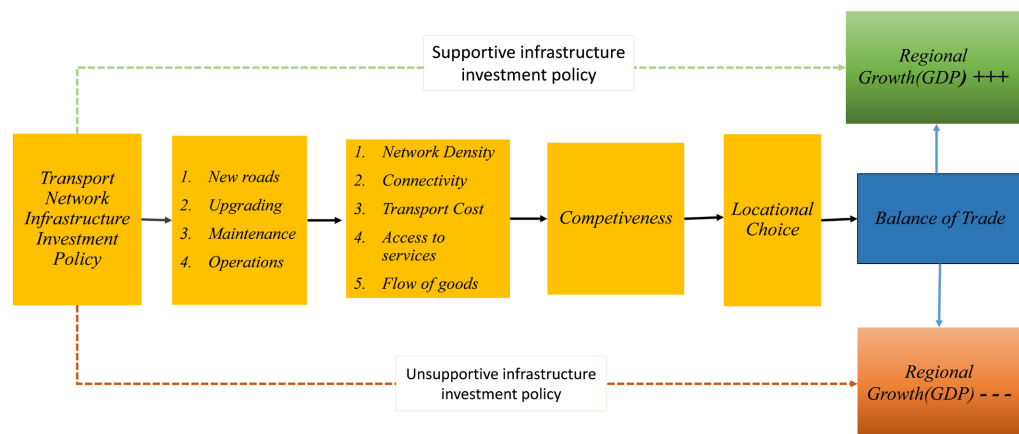 Supportive infrastructure
investment policy
Regional
Growth(GDP) +++
Transport
Network
Infrastructure
Investment
Policy
1. New roads
2. Upgrading
3. Maintenance
4. Operations
1. Network Density
2. Connectivity
3. Transport Cost
4. Access to
services
5. Flow of goods
Competiveness
Locational
Choice
Balance of Trade
Unsupportive infrastructure
investment policy
Regional
Growth(GDP) - - -